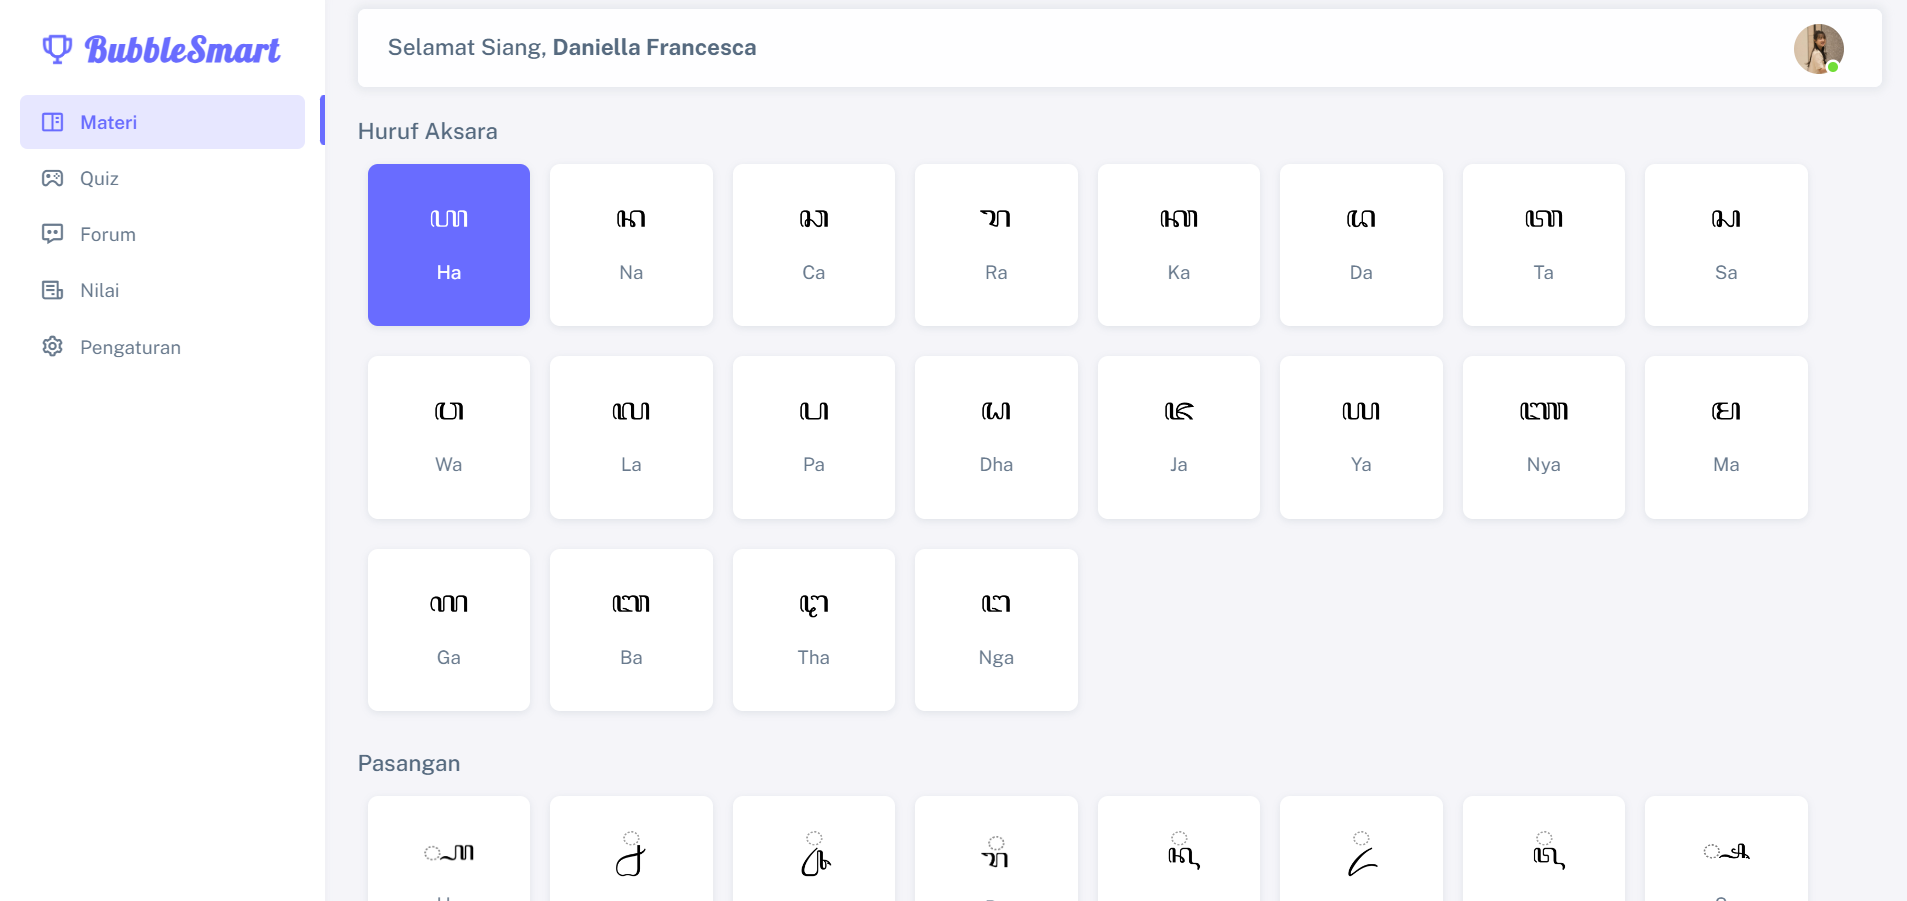 BubbleSmart
Selamat Siang, Daniella Francesca
Materi
Quiz
Forum
Nilai
Pengaturan
Huruf Aksara
ꦲ ꦤ ꦕ ꦫ ꦏ ꦢ ꦠ ꦱ
Ha Na Ca Ra Ka Da Ta Sa
ꦮ ꦭ ꦥ ꦝ ꦗ ꦪ ꦚ ꦩ
Wa La Pa Dha Ja Ya Nya Ma
ꦒ ꦧ ꦛ ꦔ
Ga Ba Tha Nga
Pasangan
◌꧀ꦲ ◌꧀ꦤ ◌꧀ꦕ ◌꧀ꦫ ◌꧀ꦏ ◌꧀ꦢ ◌꧀ꦠ ◌꧀ꦱ